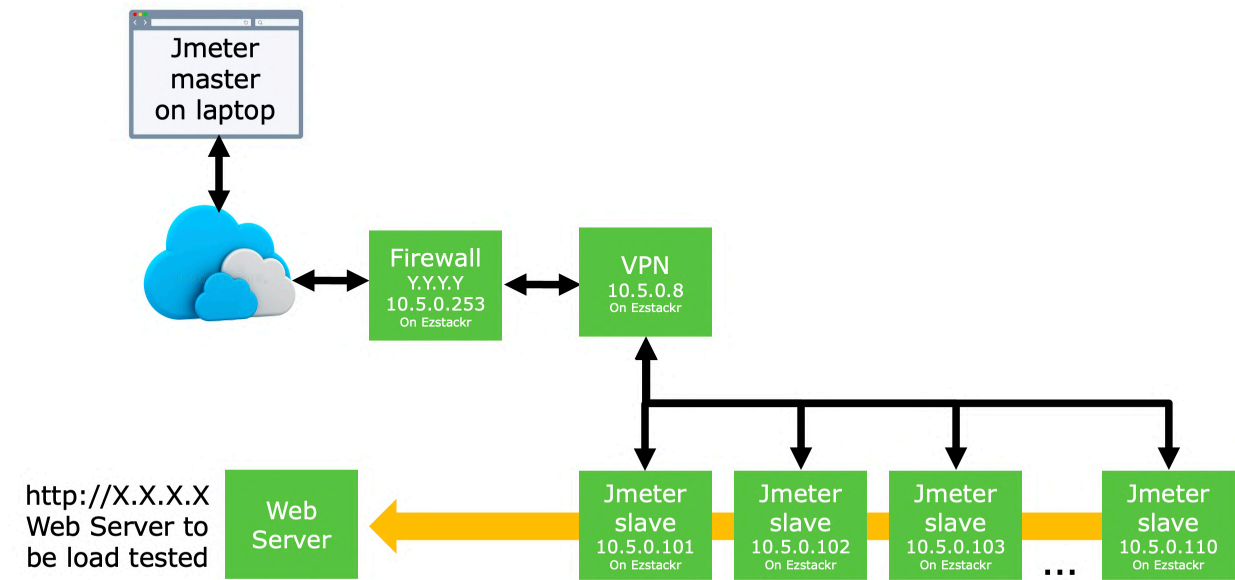 Jmeter
master
on laptop
Firewall
Y.Y.Y.Y
10.5.0.253
On Ezstackr
VPN
10.5.0.8
On Ezstackr
http://X.X.X.X
Web Server to
be load tested
Web
Server
Jmeter
slave
10.5.0.101
On Ezstackr
Jmeter
slave
10.5.0.102
On Ezstackr
Jmeter
slave
10.5.0.103
On Ezstackr
...
Jmeter
slave
10.5.0.110
On Ezstackr